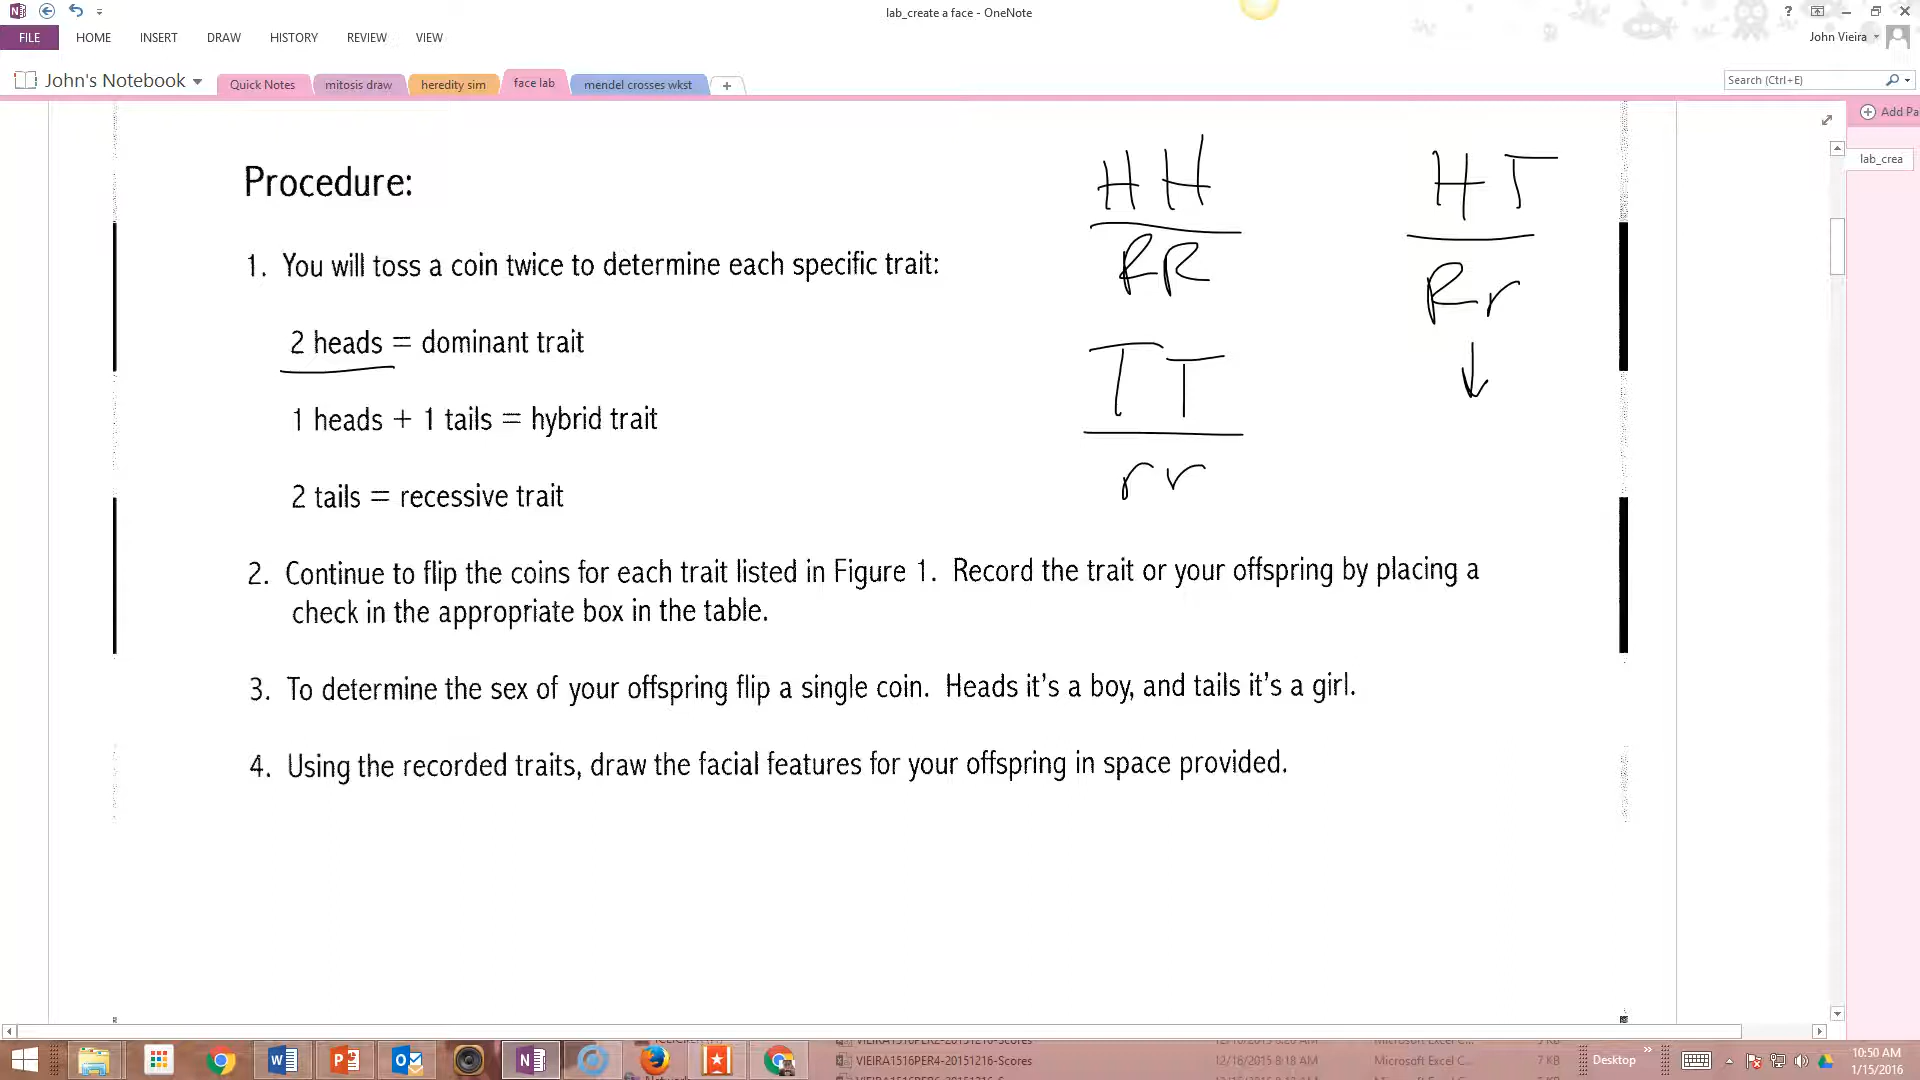 lab_create a face - OneNote
FILE HOME INSERT DRAW HISTORY REVIEW VIEW
John Vieira
John's Notebook
Quick Notes mitosis draw heredity sim face lab mendel crosses wkst
Search (Ctrl+E)
Add Pa
lab_crea
Procedure:
HH
RR
HT
Rr
TT
rr
1. You will toss a coin twice to determine each specific trait:
2 heads = dominant trait
1 heads + 1 tails = hybrid trait
2 tails = recessive trait
2. Continue to flip the coins for each trait listed in Figure 1. Record the trait or your offspring by placing a
check in the appropriate box in the table.
3. To determine the sex of your offspring flip a single coin. Heads it's a boy, and tails it's a girl.
4. Using the recorded traits, draw the facial features for your offspring in space provided.
VIEIRA1516PER4-20151216-Scores 12/16/2015 8:18 AM Microsoft Excel C... 7 KB
Desktop
10:50 AM
1/15/2016